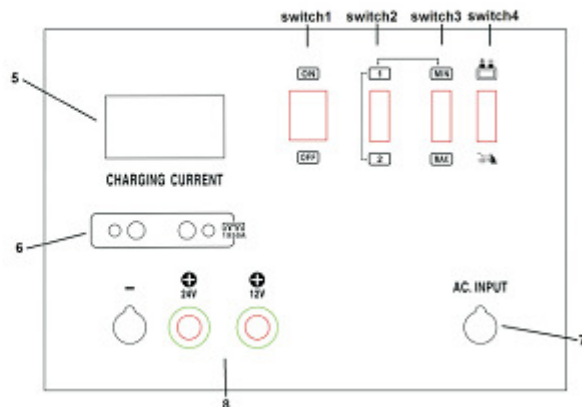 switch1 switch2 switch3 switch4
ON 1 MIN
5
OFF 2 MAX
CHARGING CURRENT
6
− 24V 12V AC. INPUT
7
8